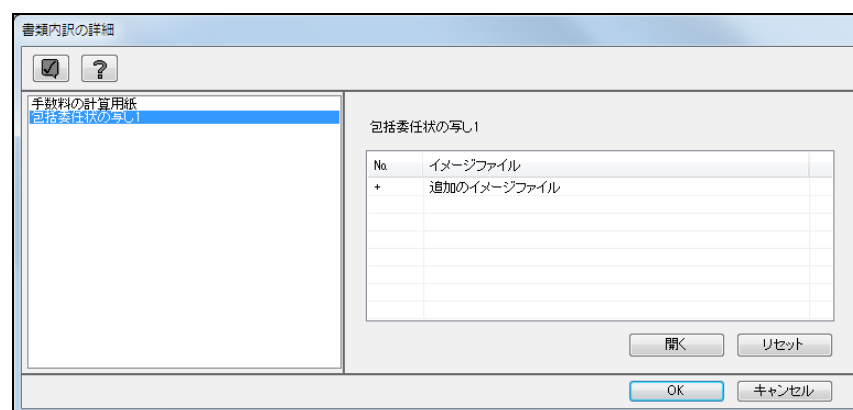 書類内訳の詳細
?
手数料の計算用紙
包括委任状の写し1
包括委任状の写し1
No. イメージファイル
+ 追加のイメージファイル
開く リセット
OK キャンセル